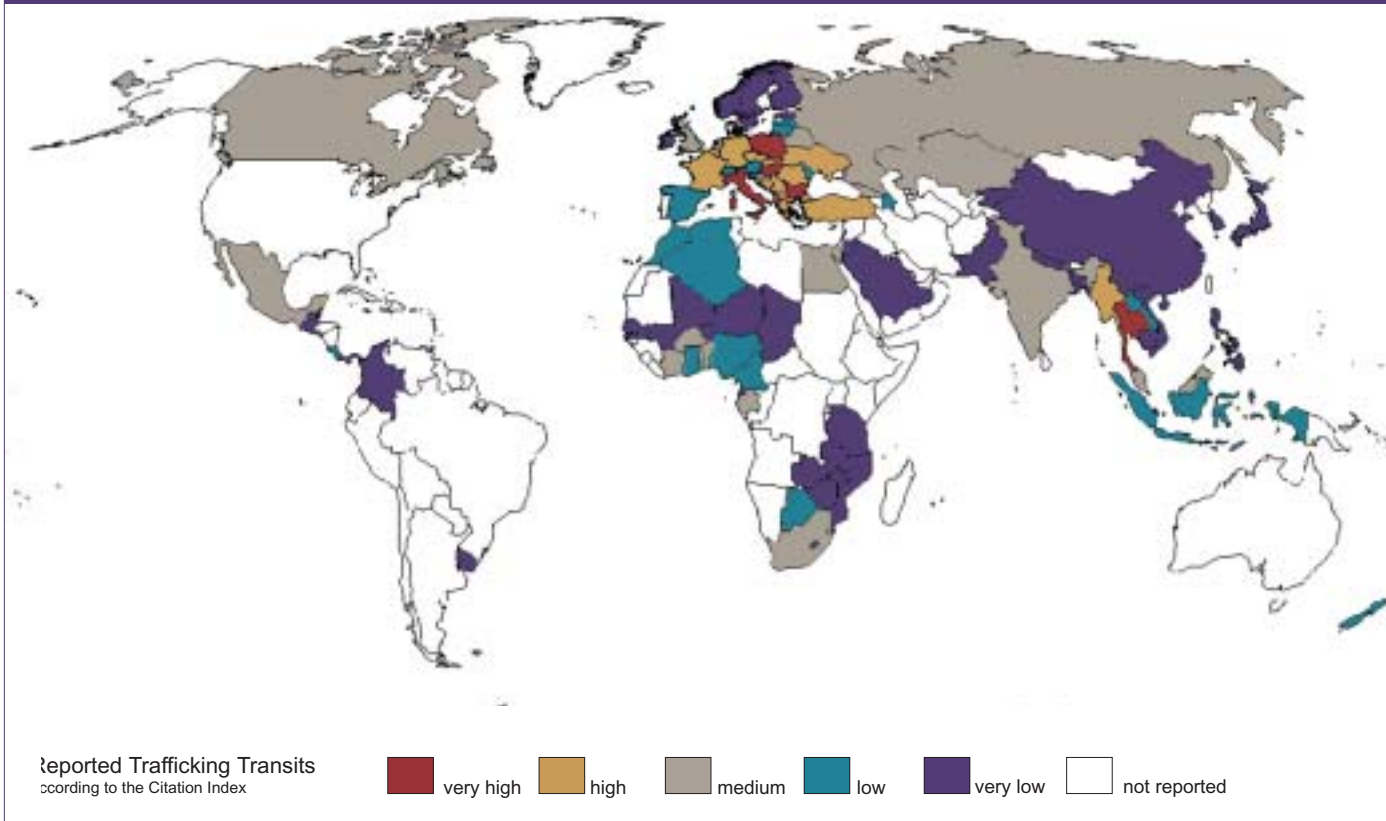 Reported Trafficking Transits
ccording to the Citation Index
very high
high
medium
low
very low
not reported